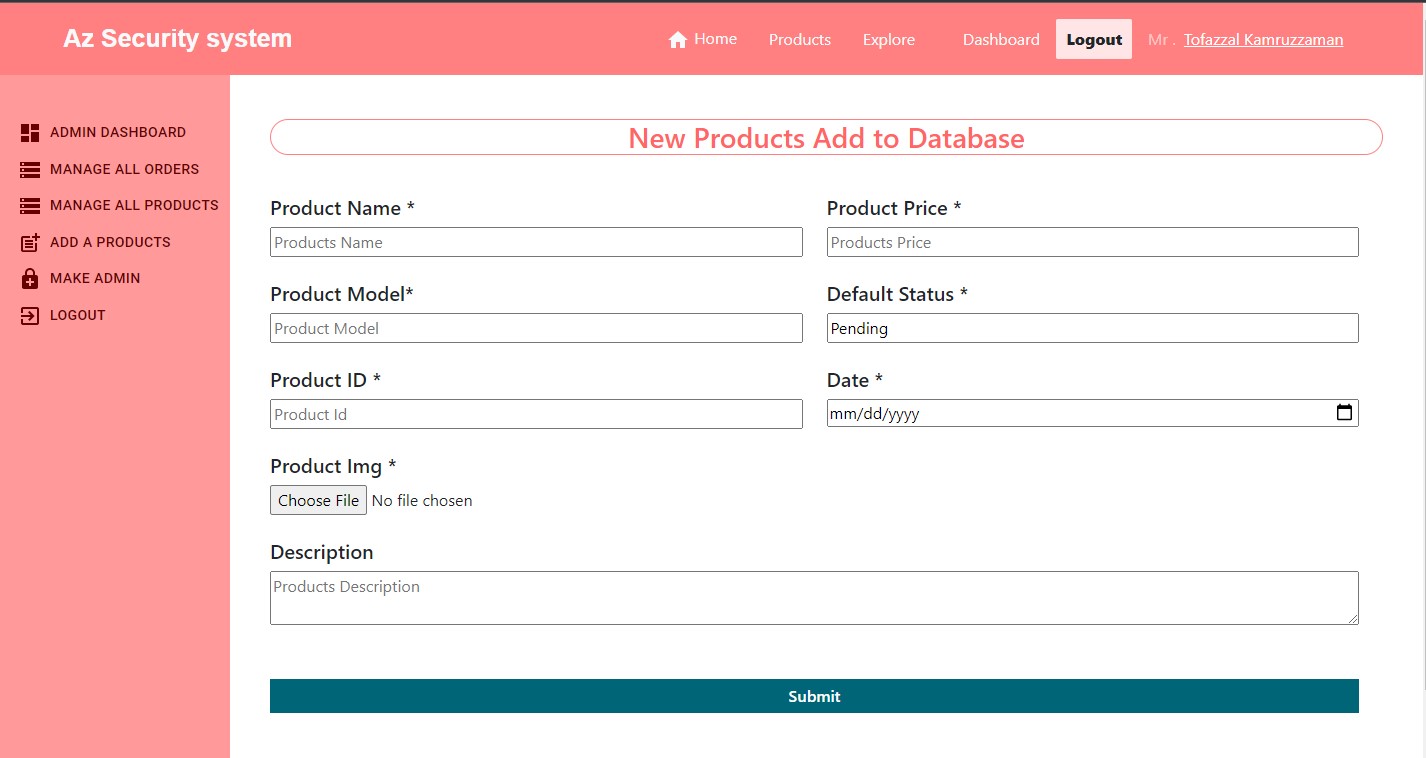 Az Security system
Home Products Explore Dashboard Logout Mr . Tofazzal Kamruzzaman
ADMIN DASHBOARD
MANAGE ALL ORDERS
MANAGE ALL PRODUCTS
ADD A PRODUCTS
MAKE ADMIN
LOGOUT
New Products Add to Database
Product Name * Product Price *
Products Name Products Price
Product Model* Default Status *
Product Model Pending
Product ID * Date *
Product Id mm/dd/yyyy
Product Img *
Choose File No file chosen
Description
Products Description
Submit